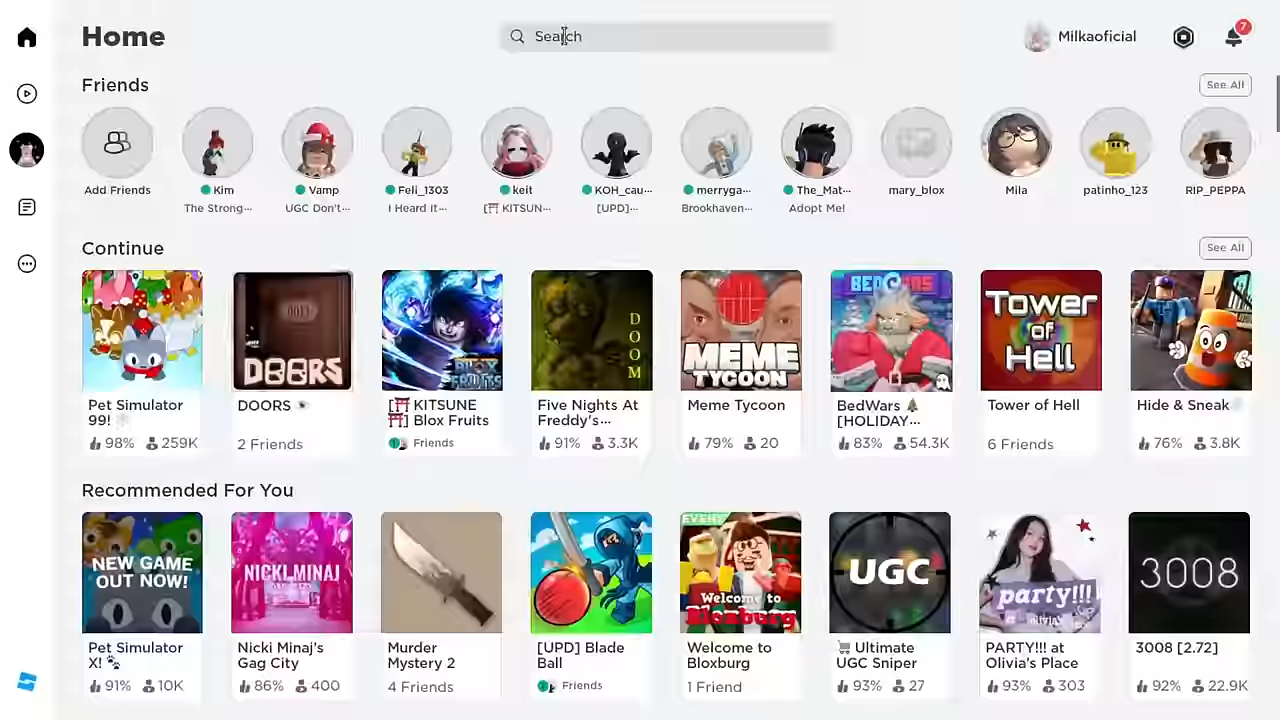 Home
Search
Milkaoficial
7
Friends
See All
Add Friends
Kim
Vamp
Feli_1303
keit
KOH_cau···
merryga···
The_Mat···
mary_blox
Mila
patinho_123
RIP_PEPPA
The Strong···
UGC Don't···
I Heard It···
[⛩️ KITSUN···
[UPD]···
Brookhaven···
Adopt Me!
Continue
See All
DOORS
BLOX
FRUITS
DOOM
MEME
TYCOON
BEDWARS
Tower
of
Hell
Pet Simulator
99!
98% 259K
DOORS
2 Friends
[⛩️ KITSUNE
⛩️] Blox Fruits
Friends
Five Nights At
Freddy's···
91% 3.3K
Meme Tycoon
79% 20
BedWars 🎄
[HOLIDAY···
83% 54.3K
Tower of Hell
6 Friends
Hide & Sneak
76% 3.8K
Recommended For You
NEW GAME
OUT NOW!
NICKI MINAJ
EVENT
Welcome to
Bloxburg
UGC
party!!!
@ olivia's
3008
Pet Simulator
X! 🐾
91% 10K
Nicki Minaj's
Gag City
86% 400
Murder
Mystery 2
4 Friends
[UPD] Blade
Ball
Friends
Welcome to
Bloxburg
1 Friend
🛒 Ultimate
UGC Sniper
93% 27
PARTY!!! at
Olivia's Place
93% 303
3008 [2.72]
92% 22.9K